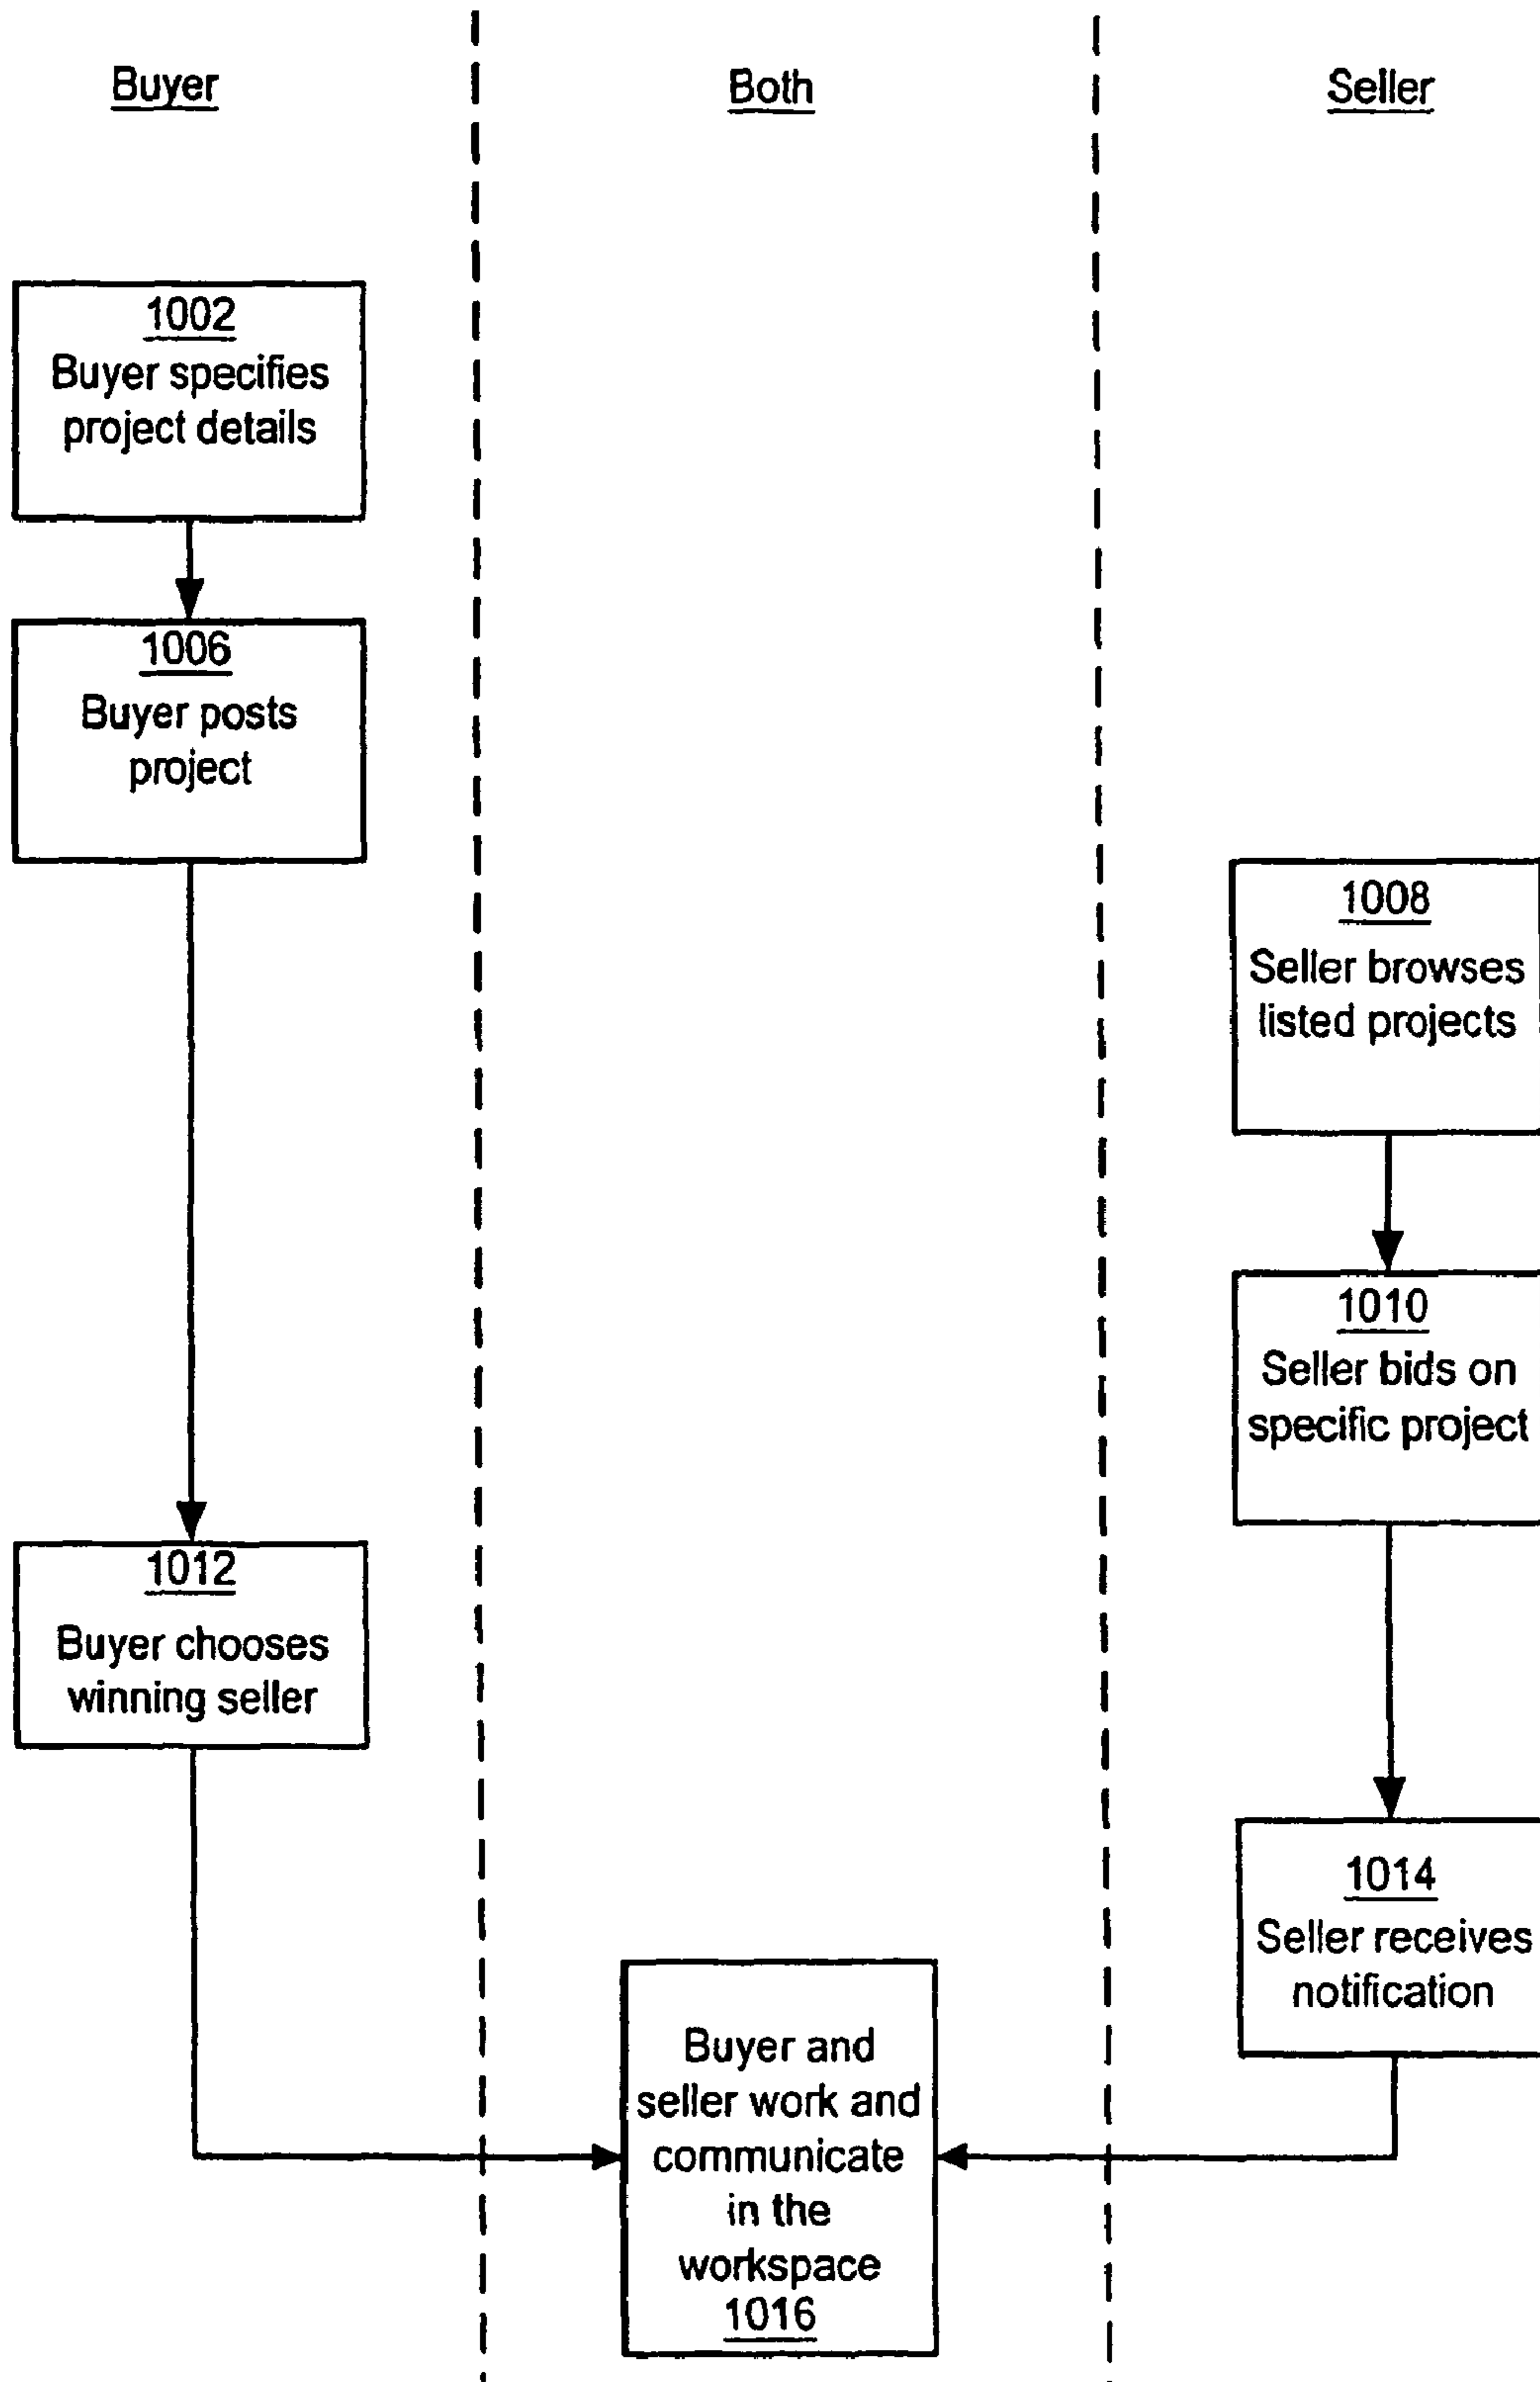 Buyer
Both
Seller
1002
Buyer specifies
project details
1006
Buyer posts
project
1008
Seller browses
listed projects
1010
Seller bids on
specific project
1012
Buyer chooses
winning seller
1014
Seller receives
notification
Buyer and
seller work and
communicate
in the
workspace
1016